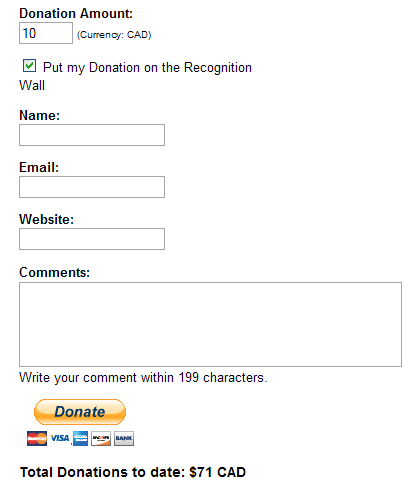 Donation Amount:
10 (Currency: CAD)
Put my Donation on the Recognition
Wall
Name:
Email:
Website:
Comments:
Write your comment within 199 characters.
Donate
MasterCard VISA DISCOVER BANK
Total Donations to date: $71 CAD